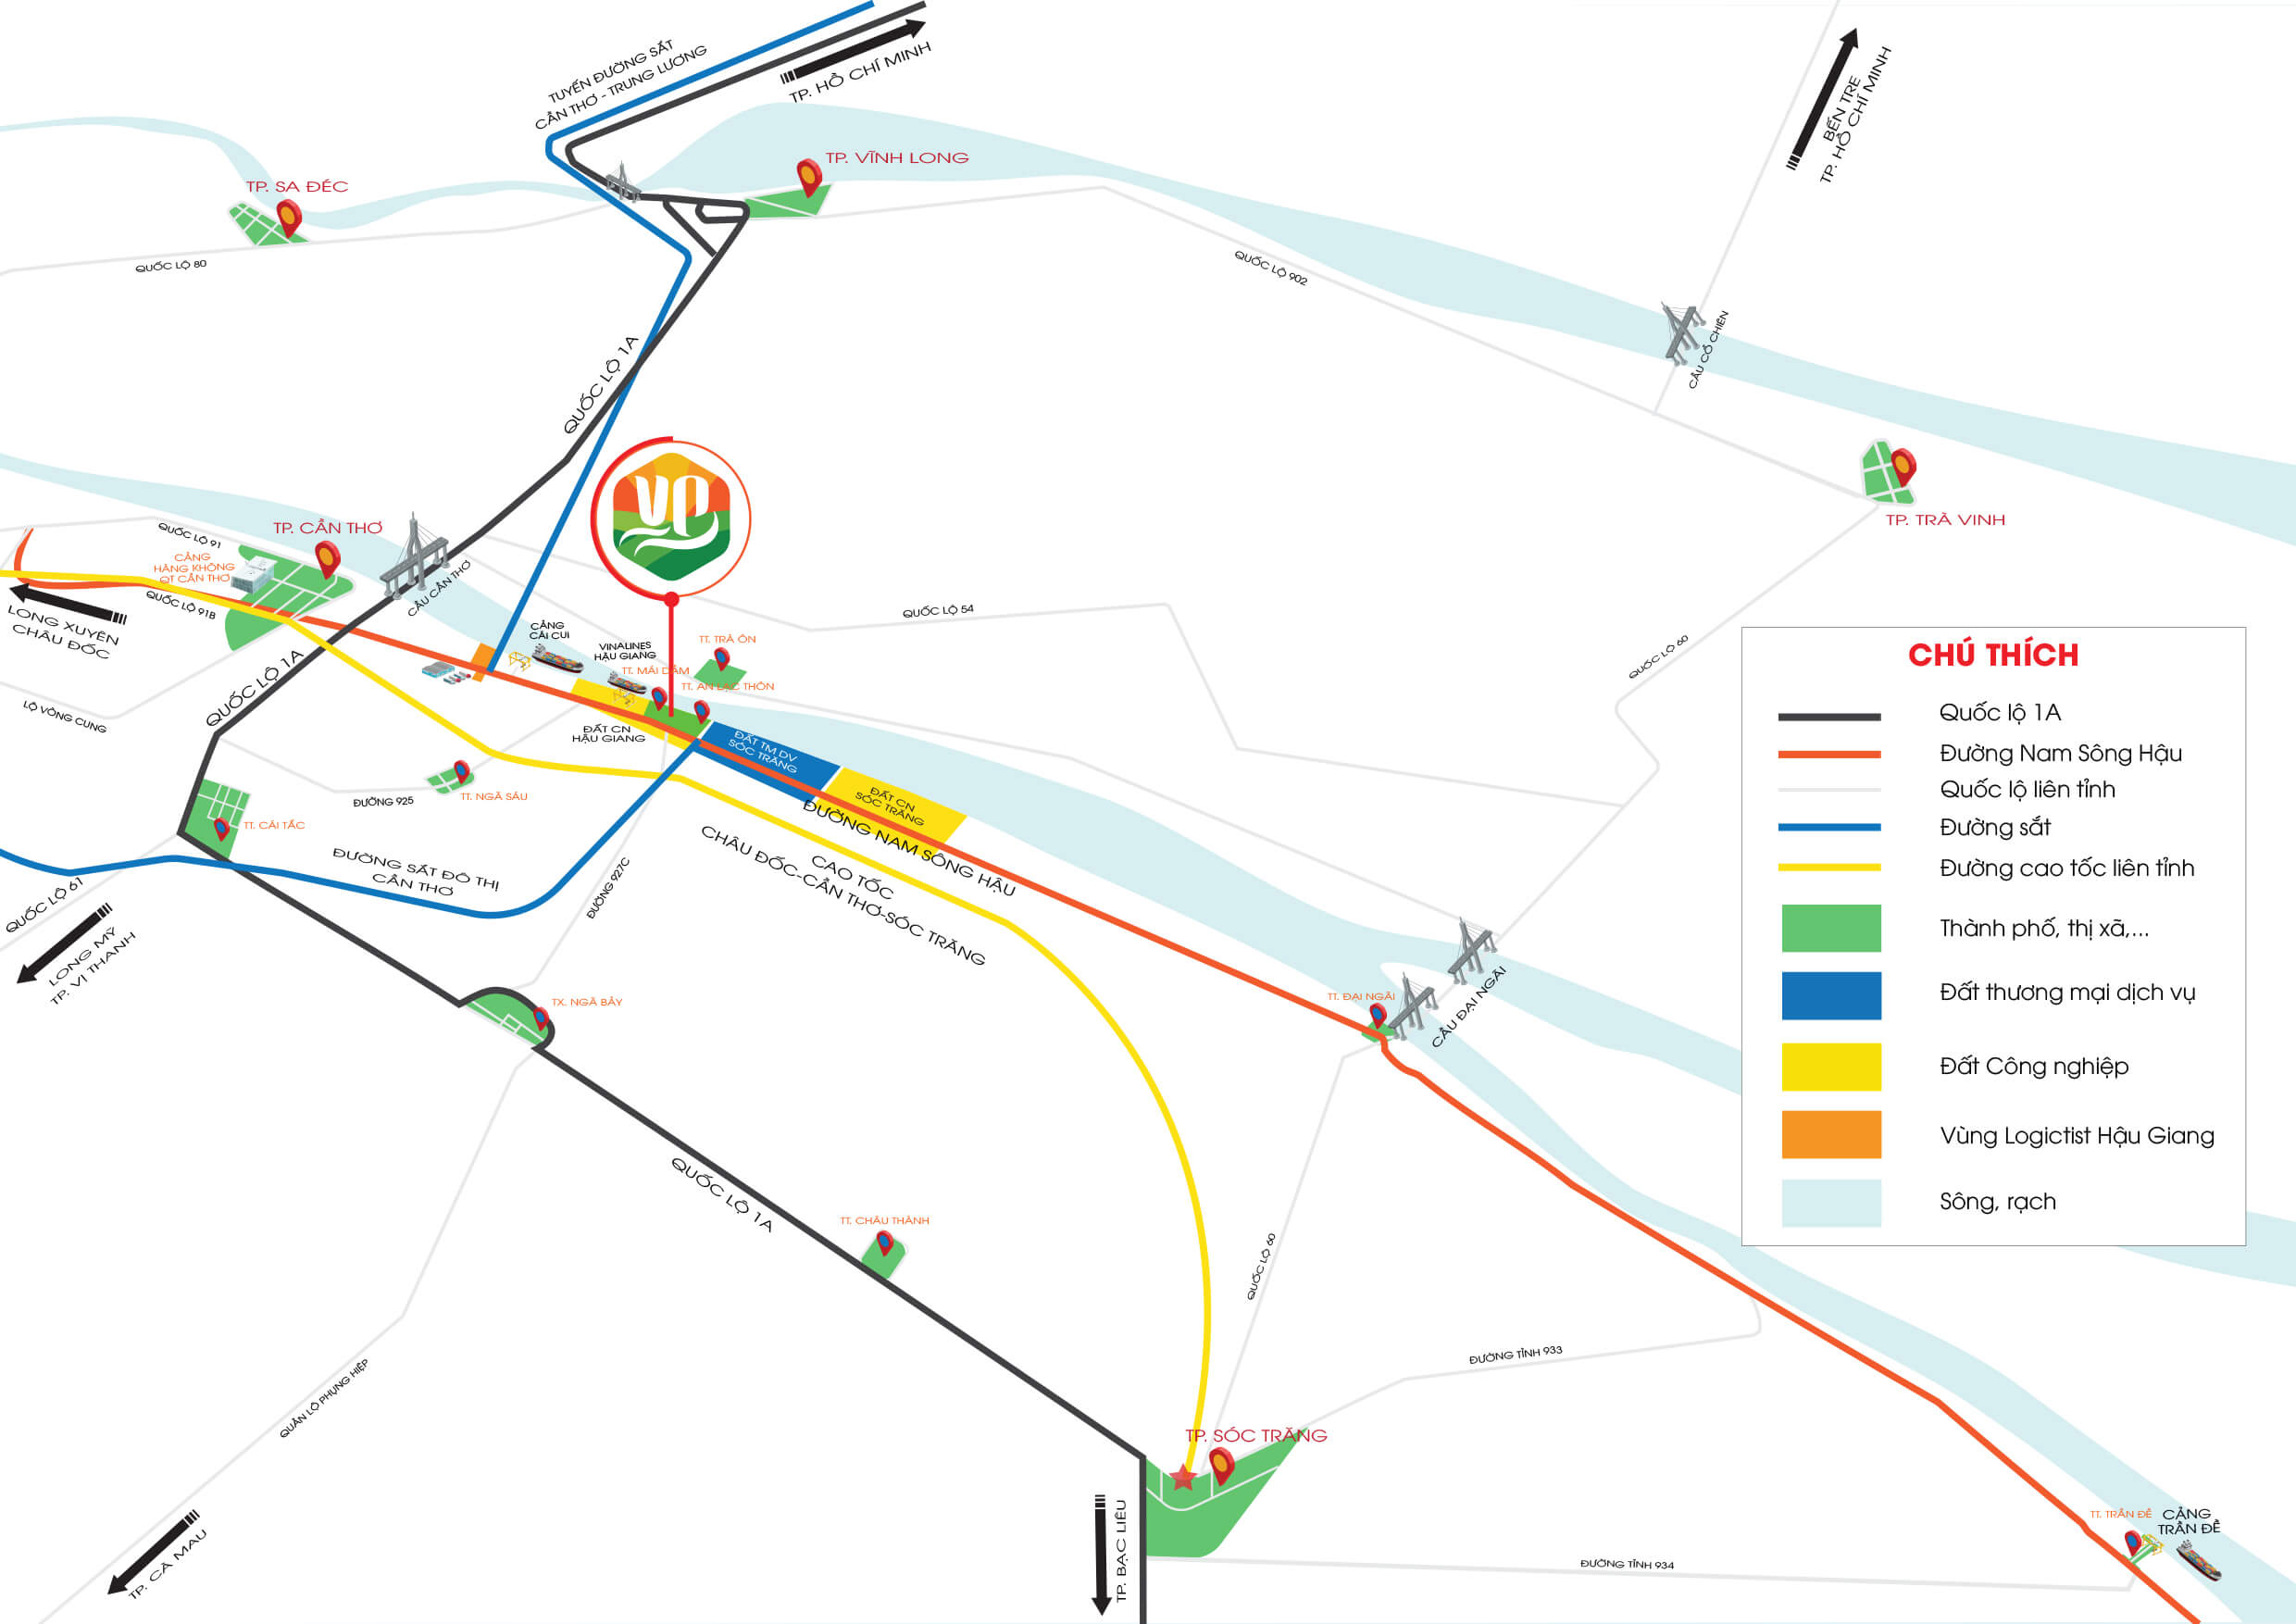 TUYẾN ĐƯỜNG SẮT
CẦN THƠ - TRUNG LƯƠNG
TP. HỒ CHÍ MINH
BẾN TRE
TP. HỒ CHÍ MINH
TP. VĨNH LONG
TP. SA ĐÉC
QUỐC LỘ 80
QUỐC LỘ 902
CẦU CỔ CHIÊN
QUỐC LỘ 1A
VP
TP. TRÀ VINH
QUỐC LỘ 91
TP. CẦN THƠ
CẢNG
HÀNG KHÔNG
QT CẦN THƠ
QUỐC LỘ 91B
CẦU CẦN THƠ
LONG XUYÊN
CHÂU ĐỐC
QUỐC LỘ 54
CẢNG
CÁI CUI
VINALINES
HẬU GIANG
TT. TRÀ ÔN
TT. MÁI DẦM
TT. AN LẠC THÔN
QUỐC LỘ 60
QUỐC LỘ 1A
LỘ VÒNG CUNG
ĐẤT CN
HẬU GIANG
ĐẤT TM DV
SÓC TRĂNG
ĐẤT CN
SÓC TRĂNG
TT. NGÃ SÁU
ĐƯỜNG 925
TT. CÁI TẮC
ĐƯỜNG NAM SÔNG HẬU
CAO TỐC
CHÂU ĐỐC-CẦN THƠ-SÓC TRĂNG
ĐƯỜNG SẮT ĐÔ THỊ
CẦN THƠ
ĐƯỜNG 927C
QUỐC LỘ 61
LONG MỸ
TP. VỊ THANH
TX. NGÃ BẢY
TT. ĐẠI NGÃI
CẦU ĐẠI NGÃI
QUỐC LỘ 1A
TT. CHÂU THÀNH
QUỐC LỘ 60
QUẢN LỘ PHỤNG HIỆP
ĐƯỜNG TỈNH 933
TP. SÓC TRĂNG
TP. CÀ MAU
TP. BẠC LIÊU
ĐƯỜNG TỈNH 934
TT. TRẦN ĐỀ
CẢNG
TRẦN ĐỀ
CHÚ THÍCH
Quốc lộ 1A
Đường Nam Sông Hậu
Quốc lộ liên tỉnh
Đường sắt
Đường cao tốc liên tỉnh
Thành phố, thị xã,...
Đất thương mại dịch vụ
Đất Công nghiệp
Vùng Logictist Hậu Giang
Sông, rạch